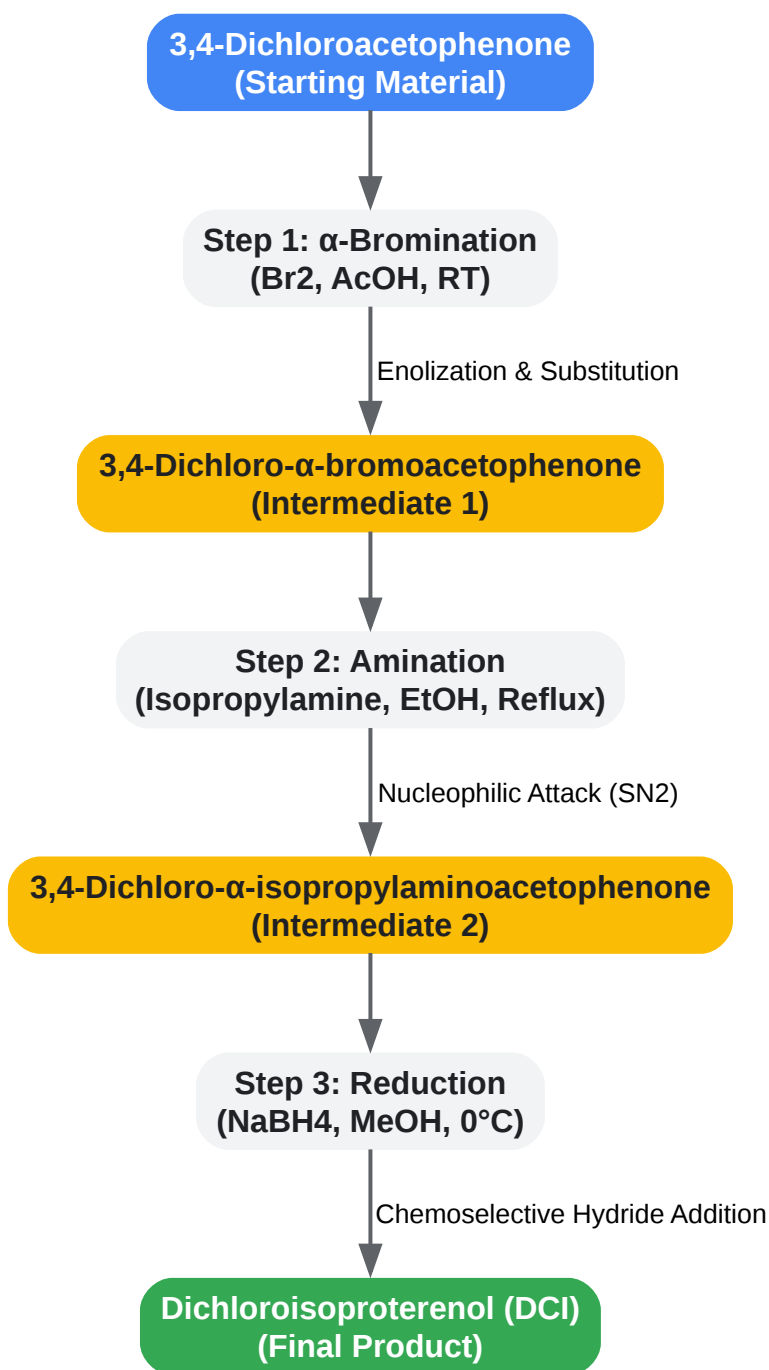 3,4-Dichloroacetophenone
(Starting Material)
Step 1: α-Bromination
(Br2, AcOH, RT)
Enolization & Substitution
3,4-Dichloro-α-bromoacetophenone
(Intermediate 1)
Step 2: Amination
(Isopropylamine, EtOH, Reflux)
Nucleophilic Attack (SN2)
3,4-Dichloro-α-isopropylaminoacetophenone
(Intermediate 2)
Step 3: Reduction
(NaBH4, MeOH, 0°C)
Chemoselective Hydride Addition
Dichloroisoproterenol (DCI)
(Final Product)